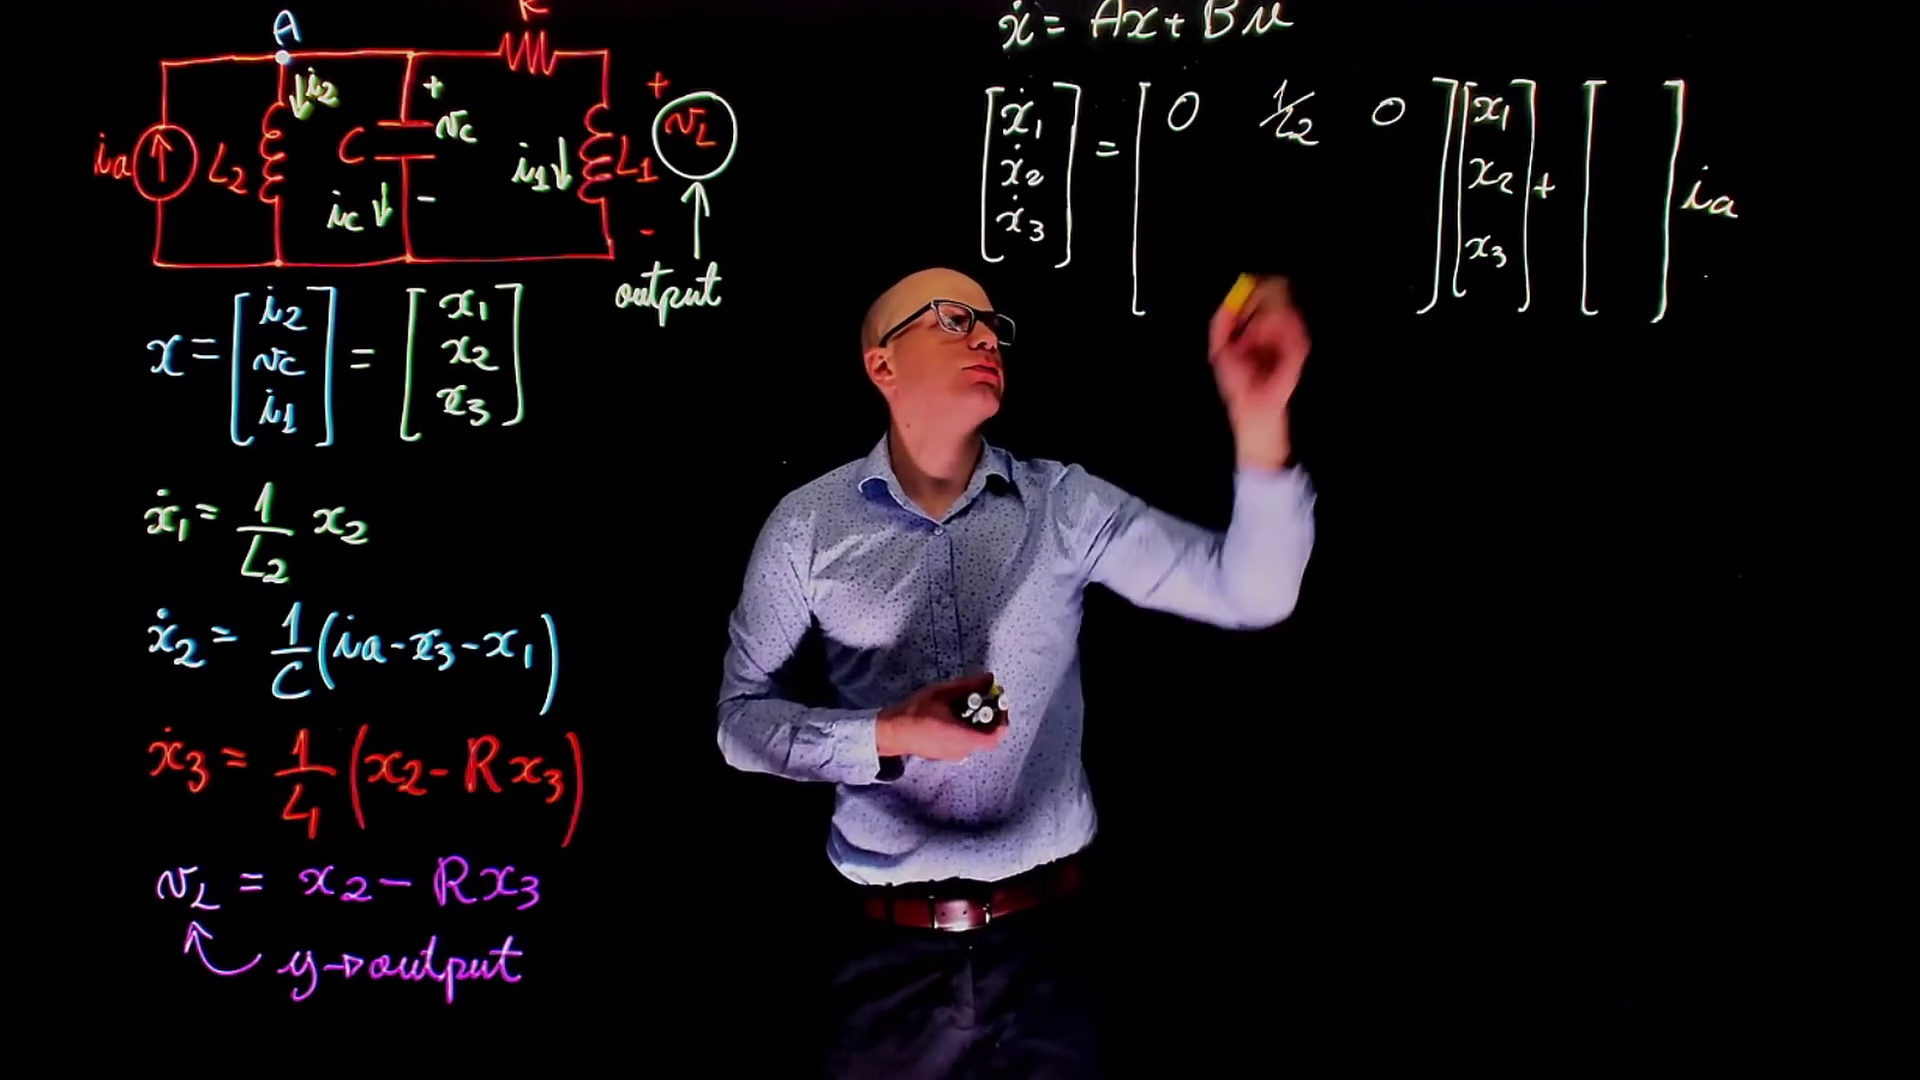 A
R
i2
+
vc
-
ic
C
ia
L2
i1
L1
+
vL
-
output
x = [i2 vc i1] = [x1 x2 x3]
ẋ1 = 1/L2 x2
ẋ2 = 1/C (ia - x3 - x1)
ẋ3 = 1/L1 (x2 - R x3)
vL = x2 - R x3
y → output
ẋ = Ax + Bu
[ẋ1 ẋ2 ẋ3] = [0 1/L2 0] [x1 x2 x3] + [ ] ia